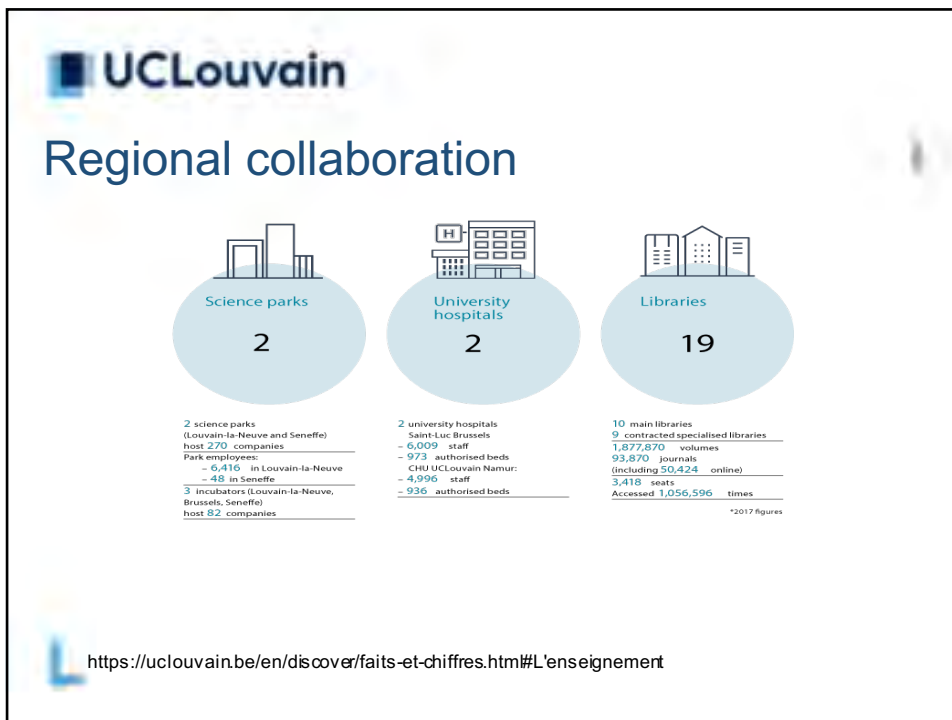 UCLouvain
Regional collaboration
H
Science parks
2
University
hospitals
2
Libraries
19
2 science parks
(Louvain-la-Neuve and Seneffe)
host 270 companies
Park employees:
– 6,416 in Louvain-la-Neuve
– 48 in Seneffe
3 incubators (Louvain-la-Neuve,
Brussels, Seneffe)
host 82 companies
2 university hospitals
Saint-Luc Brussels
– 6,009 staff
– 973 authorised beds
CHU UCLouvain Namur:
– 4,996 staff
– 936 authorised beds
10 main libraries
9 contracted specialised libraries
1,877,870 volumes
93,870 journals
(including 50,424 online)
3,418 seats
Accessed 1,056,596 times
*2017 figures
L
https://uclouvain.be/en/discover/faits-et-chiffres.html#L'enseignement